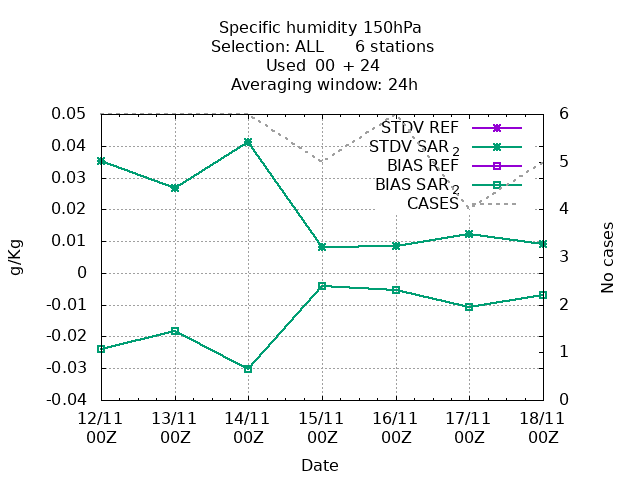 Specific humidity 150hPa
Selection: ALL 6 stations
Used 00 + 24
Averaging window: 24h
g/Kg
0.05
0.04
0.03
0.02
0.01
0
-0.01
-0.02
-0.03
-0.04
STDV REF
STDV SAR2
BIAS REF
BIAS SAR2
CASES
6
5
4
3
2
1
0
No cases
12/11 13/11 14/11 15/11 16/11 17/11 18/11
00Z 00Z 00Z 00Z 00Z 00Z 00Z
Date